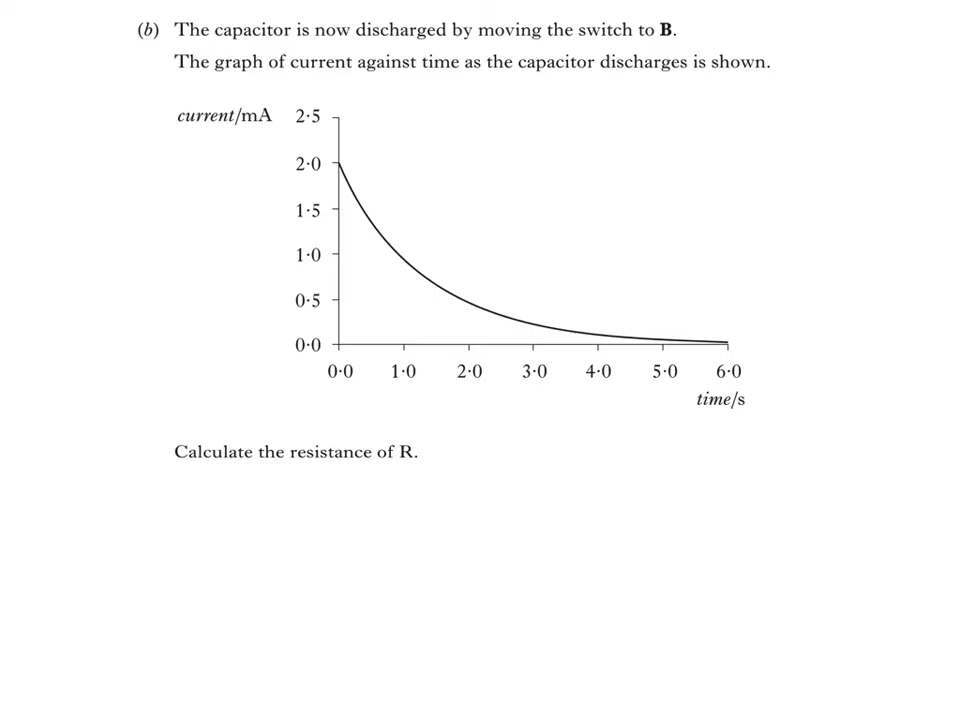 (b) The capacitor is now discharged by moving the switch to B.
The graph of current against time as the capacitor discharges is shown.
current/mA 2·5
2·0
1·5
1·0
0·5
0·0
0·0 1·0 2·0 3·0 4·0 5·0 6·0
time/s
Calculate the resistance of R.